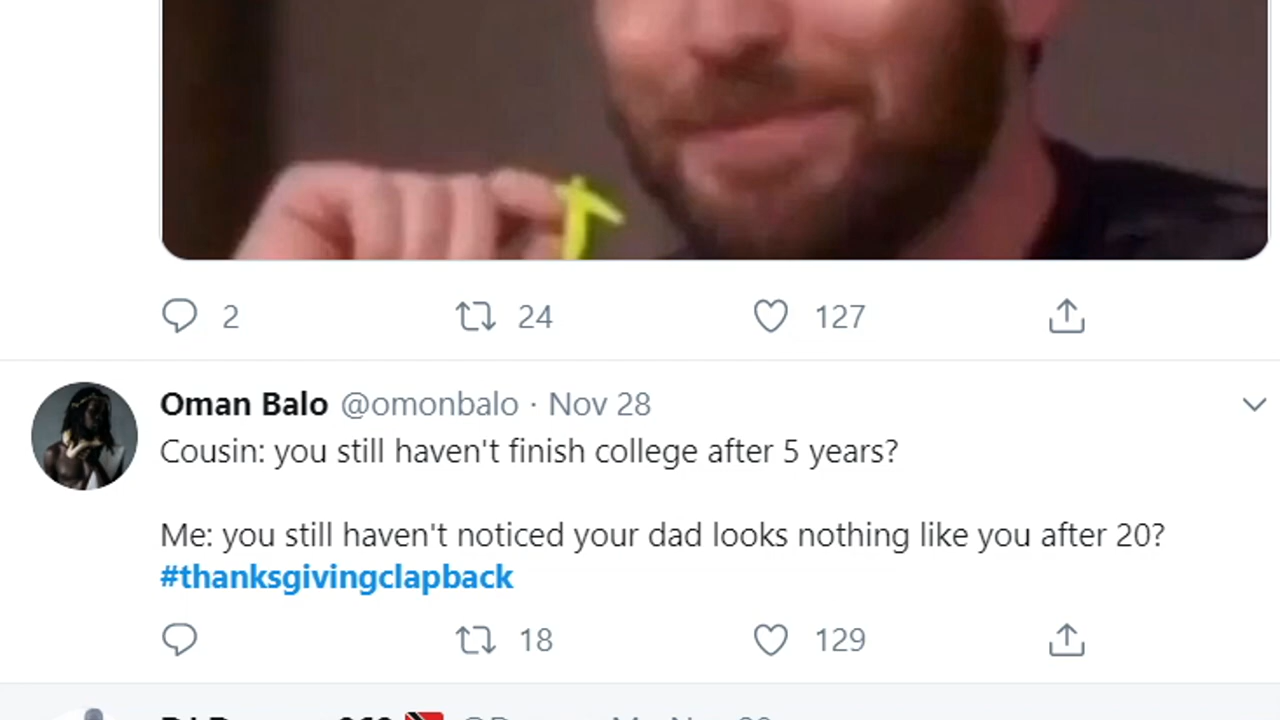 2 24 127
Oman Balo @omonbalo · Nov 28
Cousin: you still haven't finish college after 5 years?
Me: you still haven't noticed your dad looks nothing like you after 20?
#thanksgivingclapback
18 129